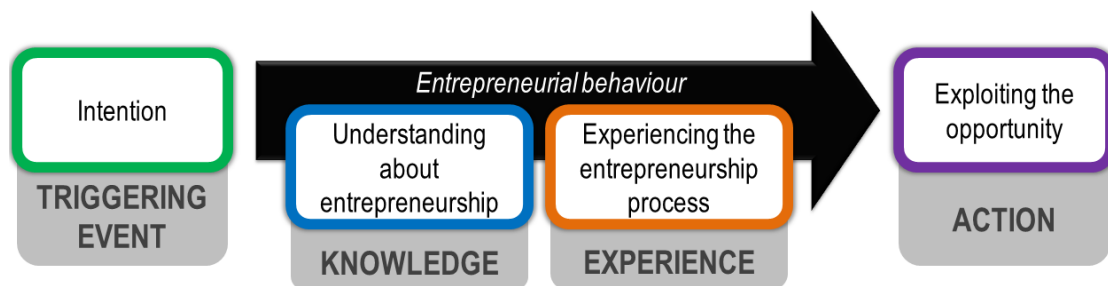 Intention
TRIGGERING
EVENT
Entrepreneurial behaviour
Understanding
about
entrepreneurship
KNOWLEDGE
Experiencing the
entrepreneurship
process
EXPERIENCE
Exploiting the
opportunity
ACTION